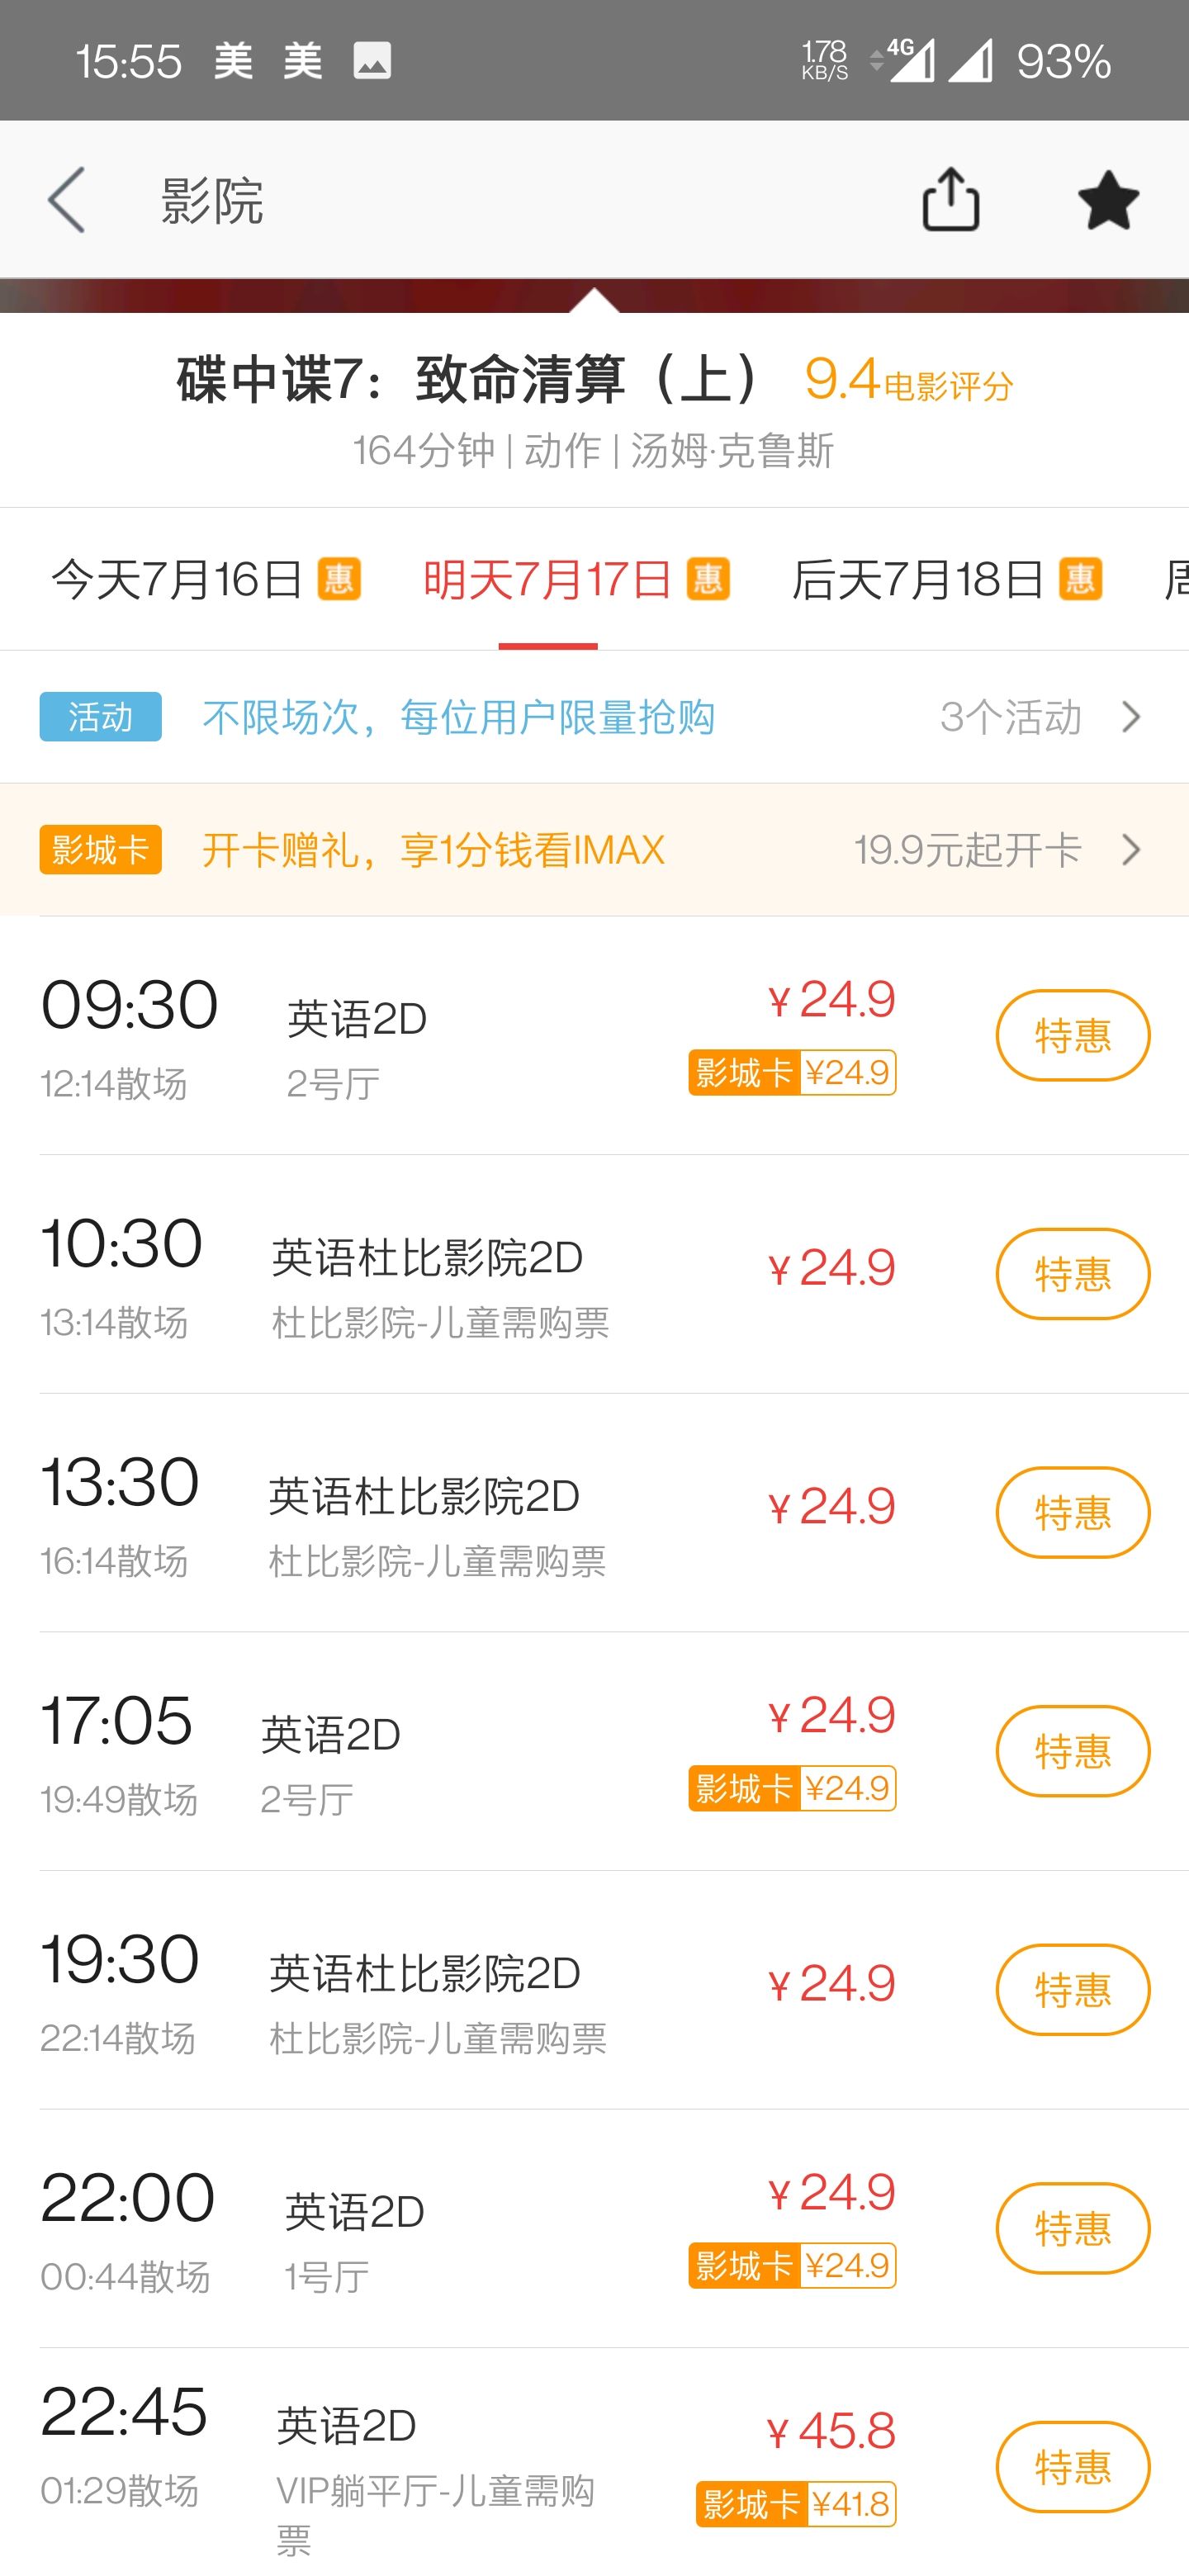 15:55 美 美 1.78 KB/S 4G 93%
影院
碟中谍7：致命清算（上） 9.4电影评分
164分钟 | 动作 | 汤姆·克鲁斯
今天7月16日 惠 明天7月17日 惠 后天7月18日 惠 周
活动 不限场次，每位用户限量抢购 3个活动
影城卡 开卡赠礼，享1分钱看IMAX 19.9元起开卡
09:30 英语2D ¥24.9 特惠
12:14散场 2号厅 影城卡 ¥24.9
10:30 英语杜比影院2D ¥24.9 特惠
13:14散场 杜比影院-儿童需购票
13:30 英语杜比影院2D ¥24.9 特惠
16:14散场 杜比影院-儿童需购票
17:05 英语2D ¥24.9 特惠
19:49散场 2号厅 影城卡 ¥24.9
19:30 英语杜比影院2D ¥24.9 特惠
22:14散场 杜比影院-儿童需购票
22:00 英语2D ¥24.9 特惠
00:44散场 1号厅 影城卡 ¥24.9
22:45 英语2D ¥45.8 特惠
01:29散场 VIP躺平厅-儿童需购 影城卡 ¥41.8
票